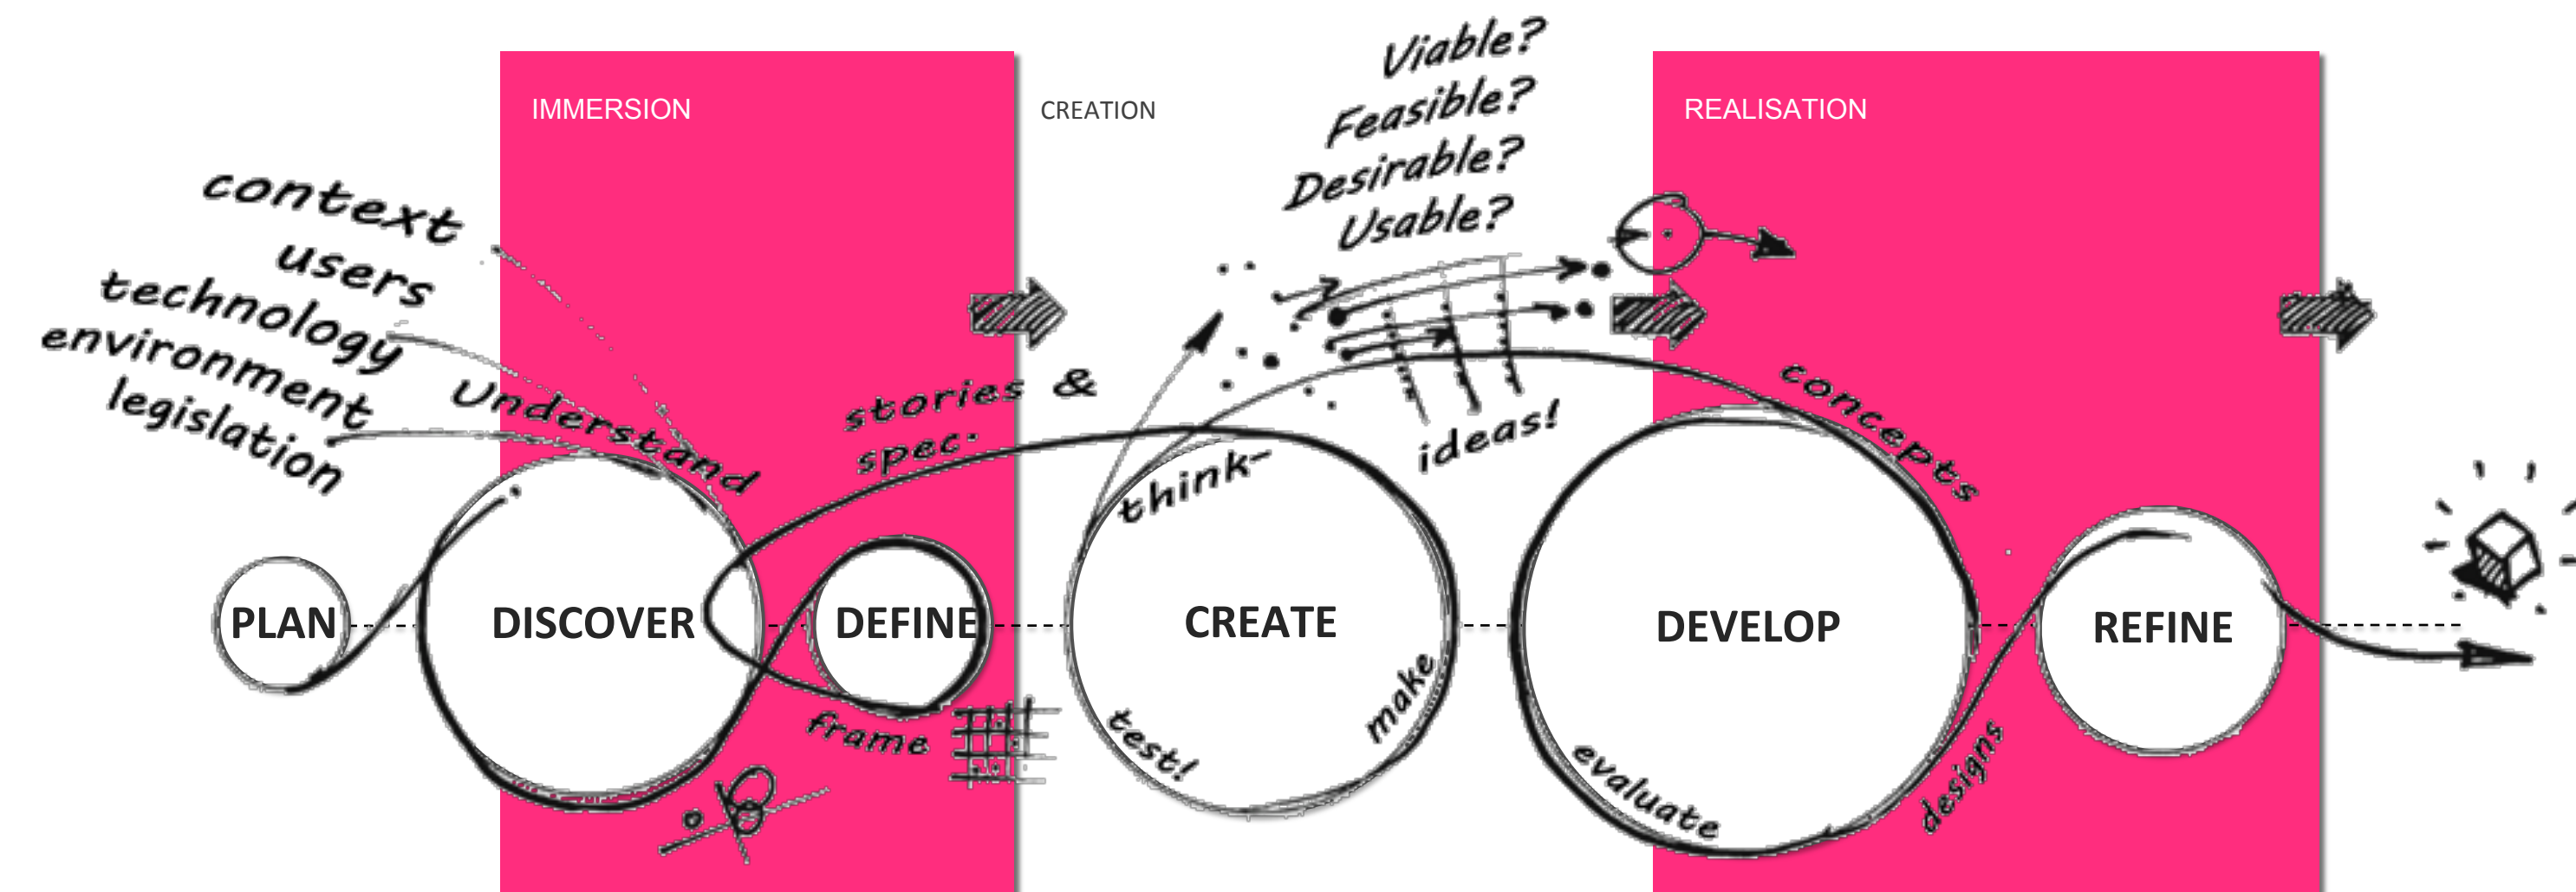 IMMERSION
CREATION
REALISATION
Viable?
Feasible?
Desirable?
Usable?
context
users
technology
environment
legislation
Understand
stories &
spec.
think-
ideas!
concepts
PLAN
DISCOVER
DEFINE
CREATE
DEVELOP
REFINE
frame
test!
make
evaluate
designs